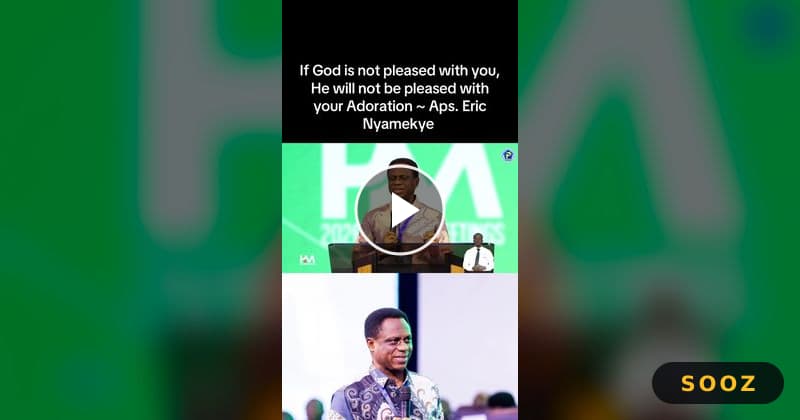 If God is not pleased with you,
He will not be pleased with
your Adoration ~ Aps. Eric
Nyamekye
SOOZ